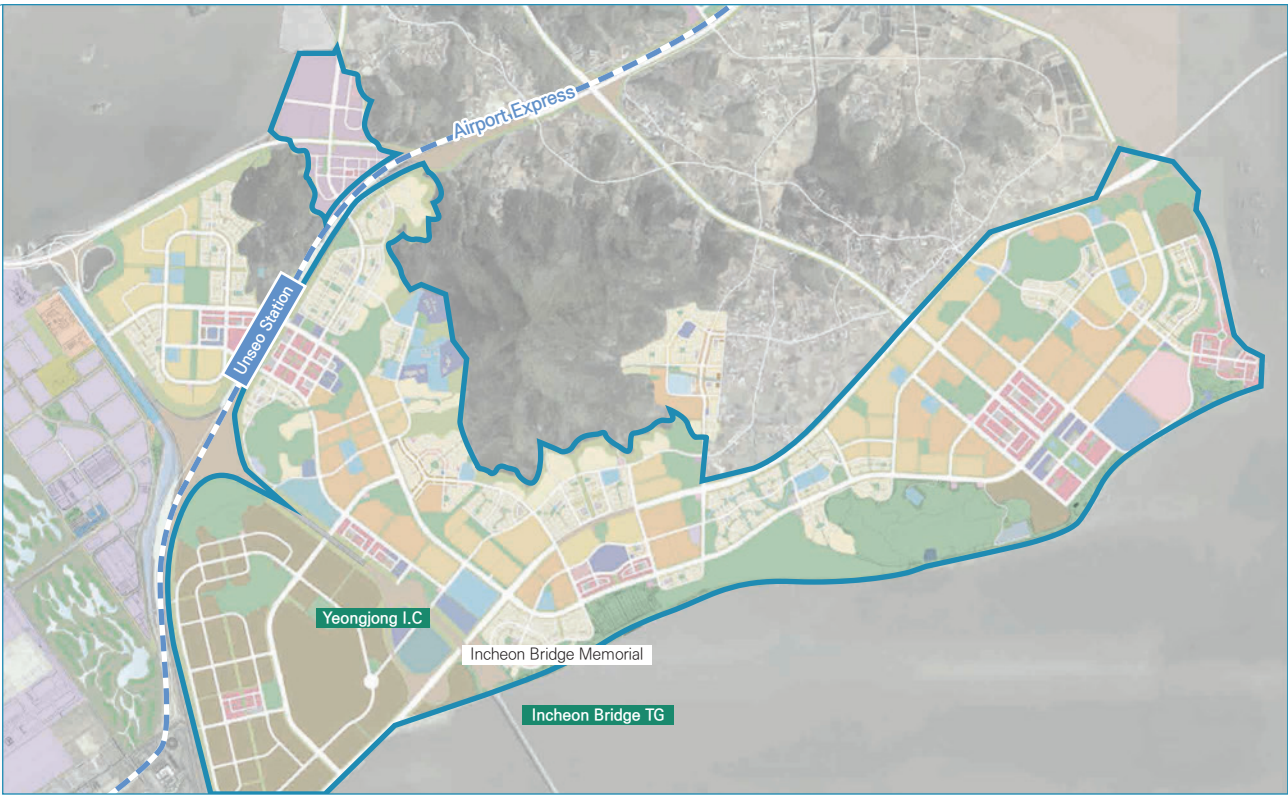 Airport Express
Unseo Station
Yeongjong I.C
Incheon Bridge Memorial
Incheon Bridge TG